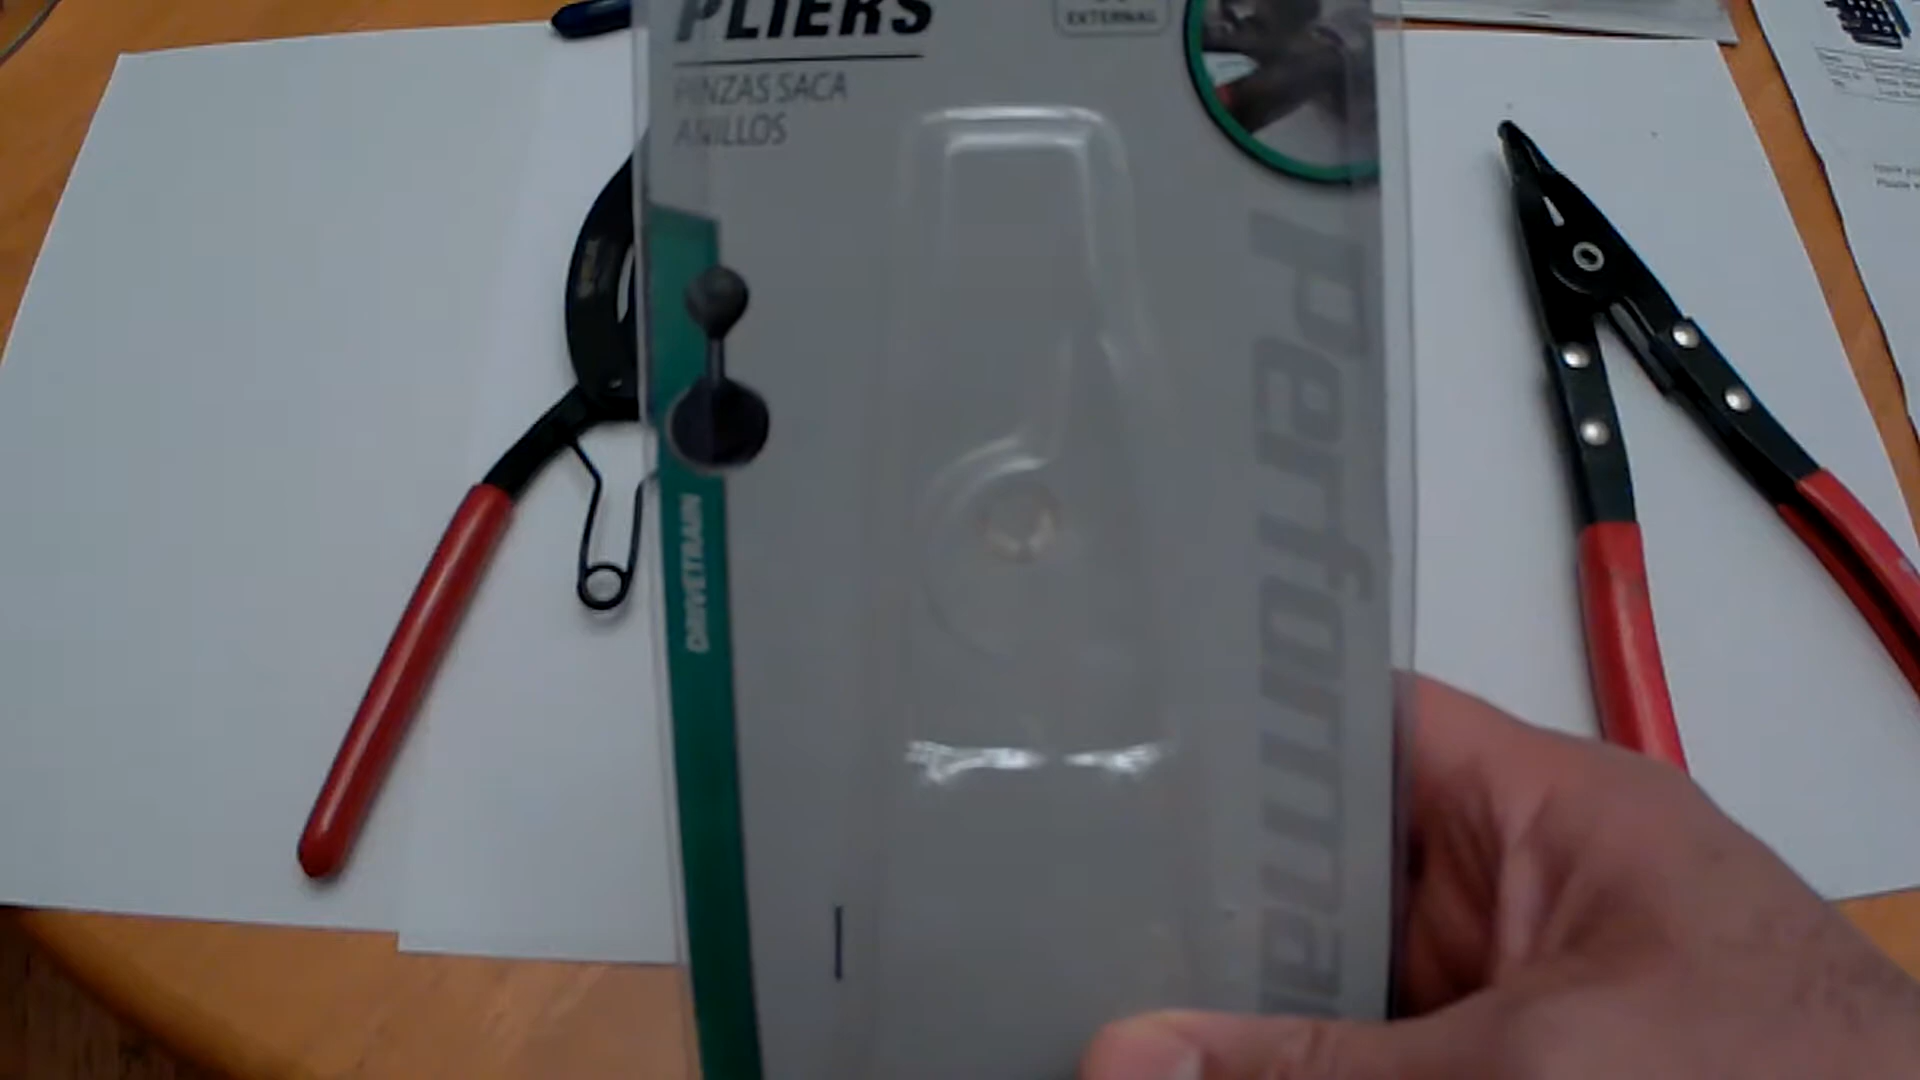 PLIERS
EXTERNAL
PINZAS SACA
ANILLOS
DRIVETRAIN
Performa